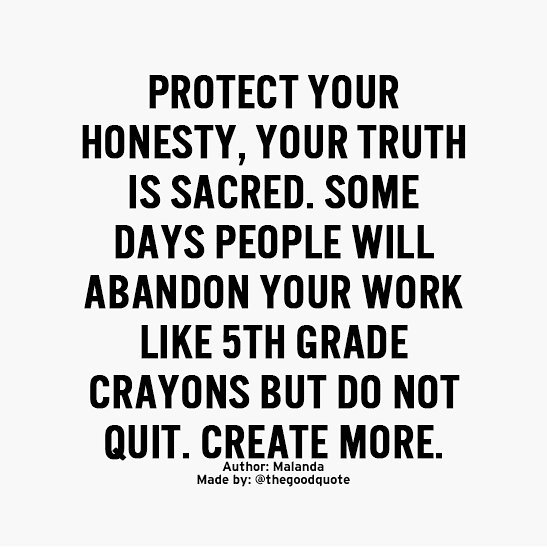 PROTECT YOUR
HONESTY, YOUR TRUTH
IS SACRED. SOME
DAYS PEOPLE WILL
ABANDON YOUR WORK
LIKE 5TH GRADE
CRAYONS BUT DO NOT
QUIT. CREATE MORE.
Author: Malanda
Made by: @thegoodquote